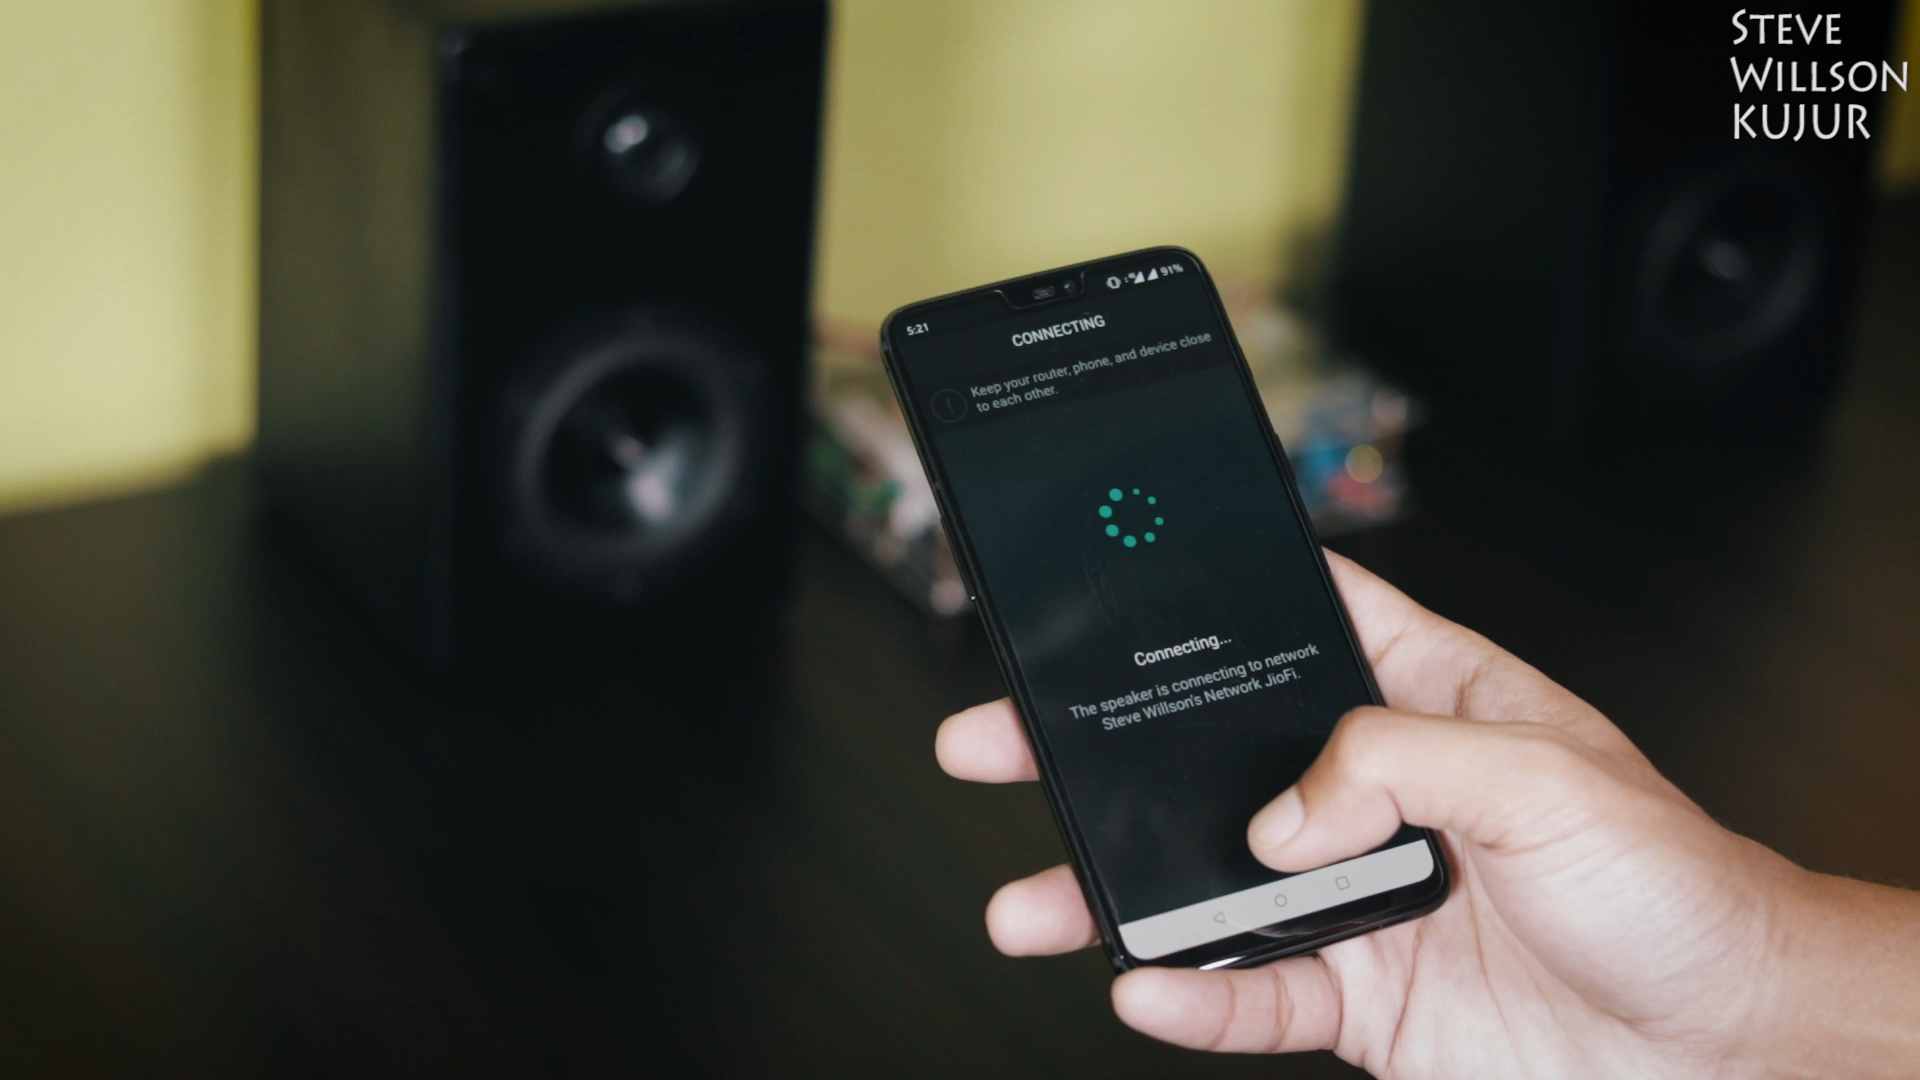 STEVE
WILLSON
KUJUR
5:21
91%
CONNECTING
Keep your router, phone, and device close
to each other.
Connecting...
The speaker is connecting to network
Steve Willson's Network JioFi.